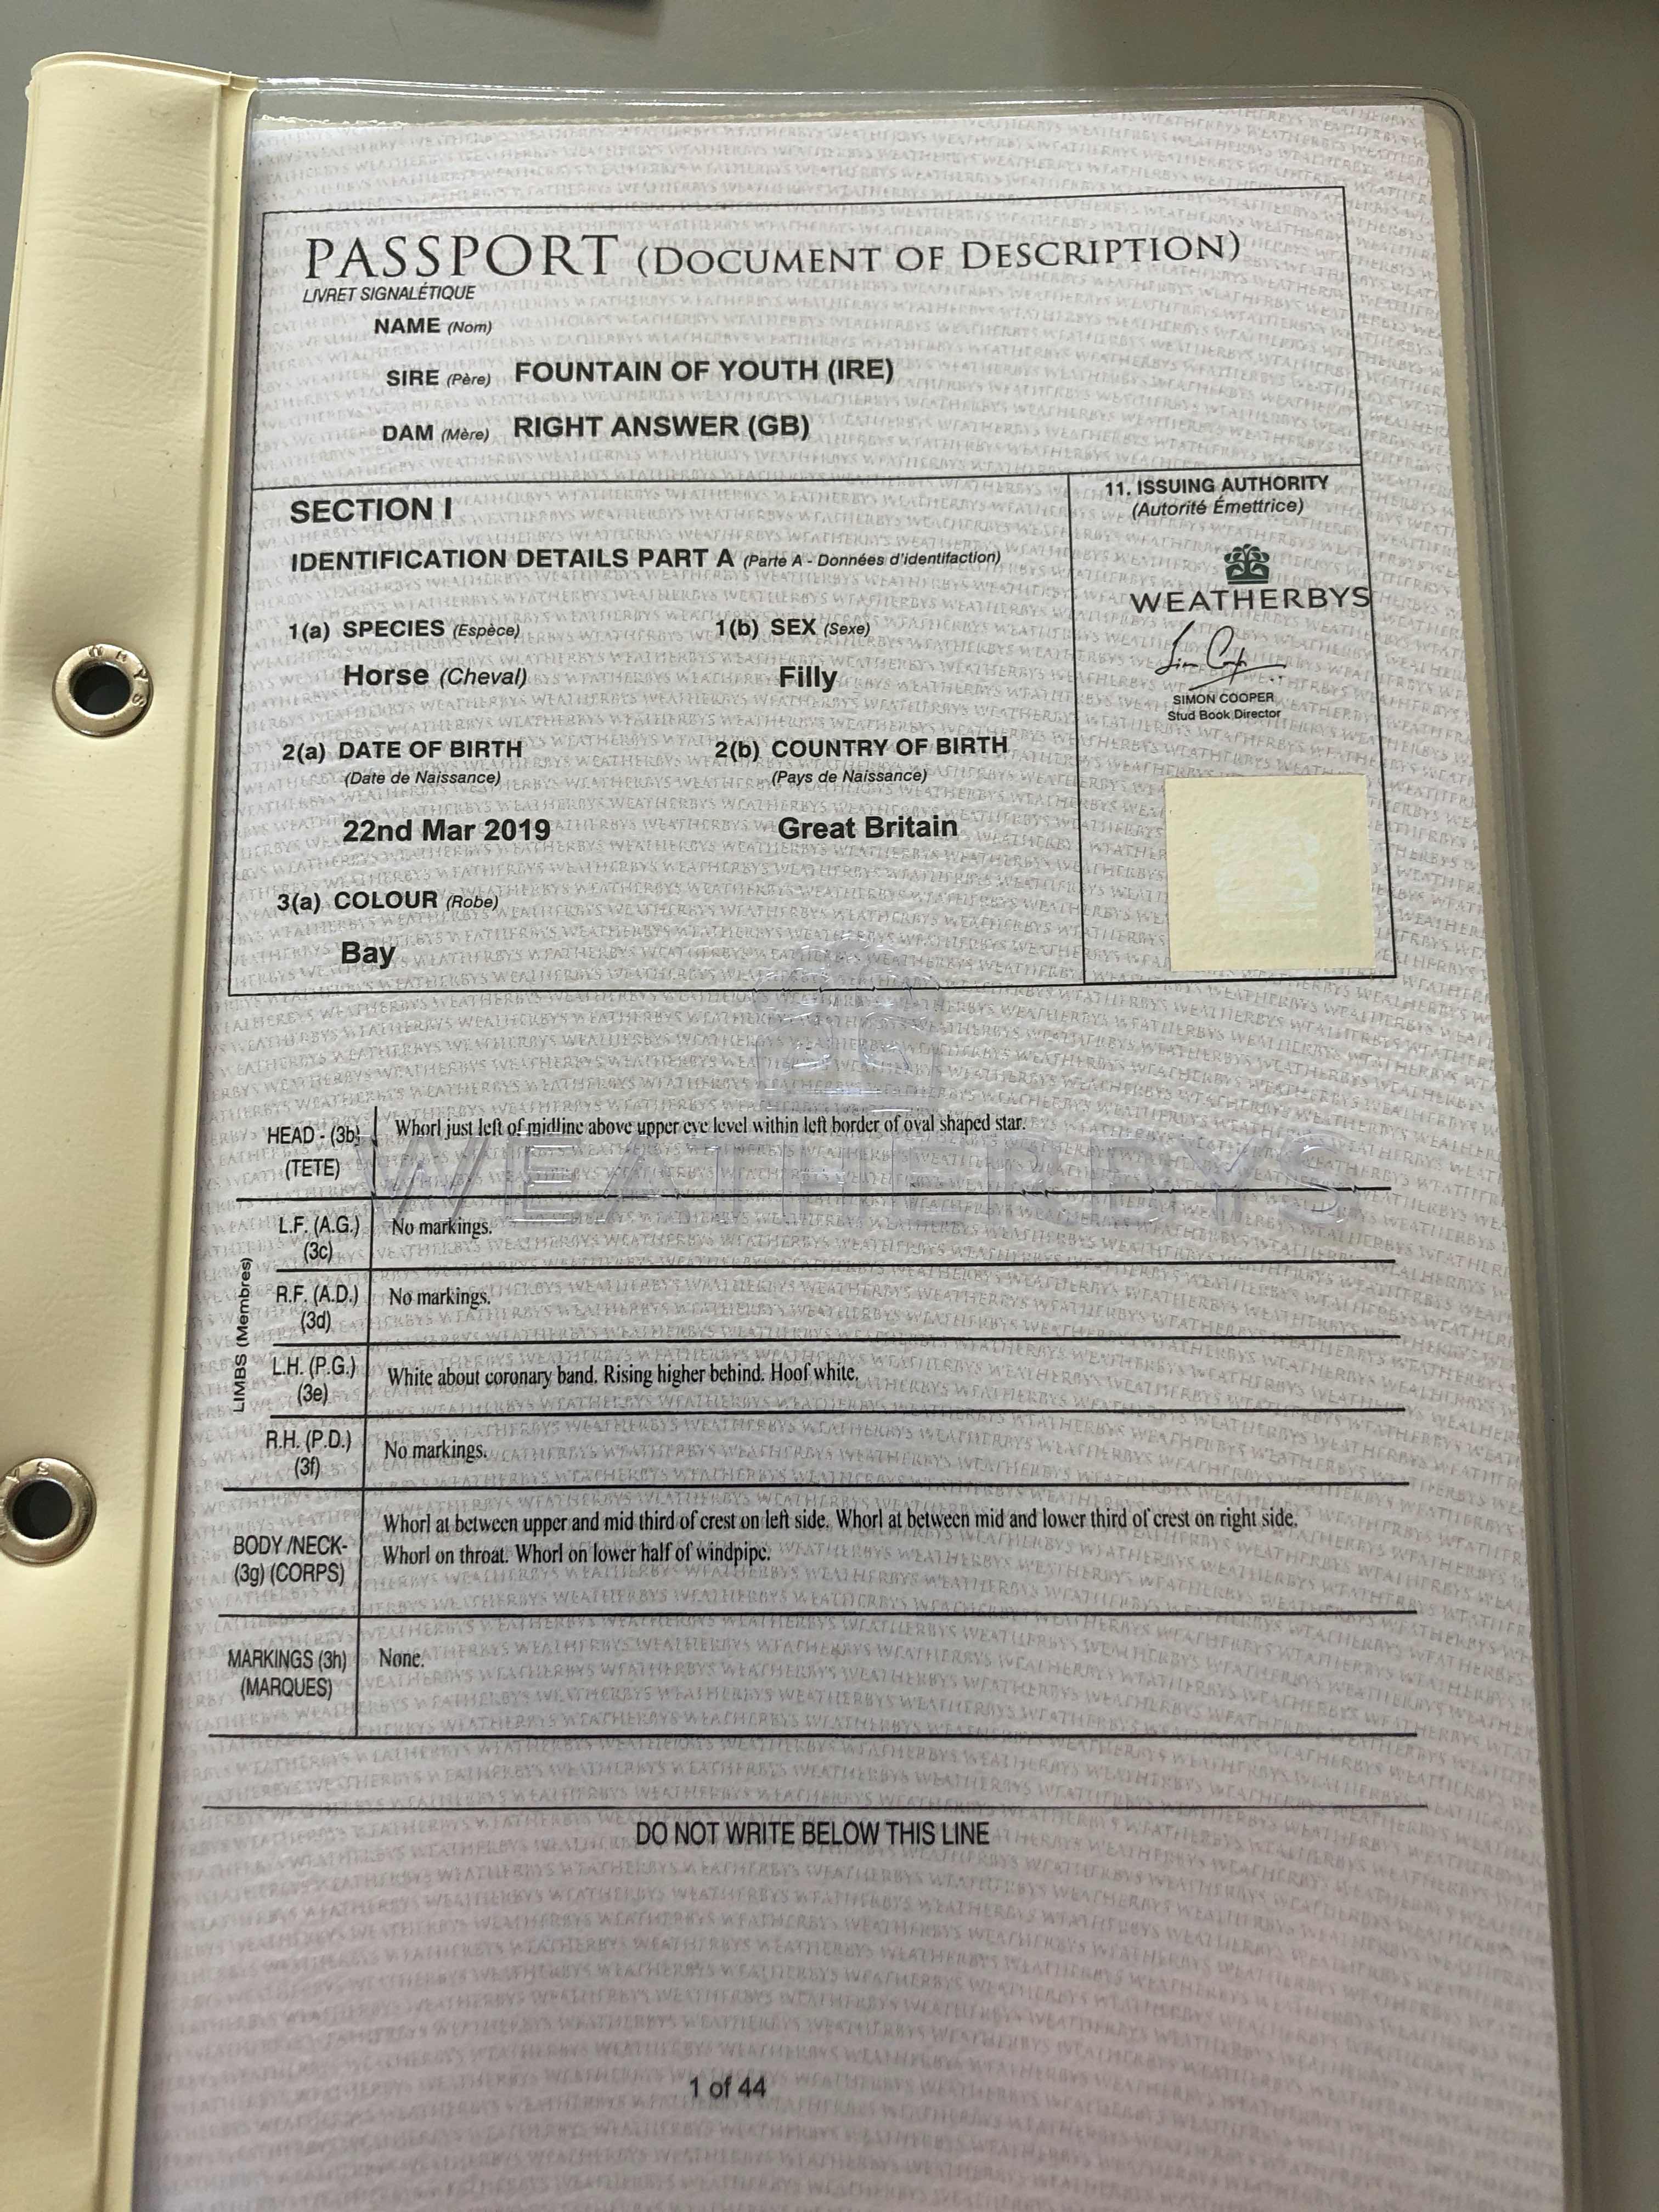 PASSPORT (DOCUMENT OF DESCRIPTION)
LIVRET SIGNALÉTIQUE
NAME (Nom)
SIRE (Père) FOUNTAIN OF YOUTH (IRE)
DAM (Mère) RIGHT ANSWER (GB)
SECTION I
IDENTIFICATION DETAILS PART A (Parte A - Données d'identifaction)
1(a) SPECIES (Espèce) 1(b) SEX (Sexe)
Horse (Cheval) Filly
2(a) DATE OF BIRTH 2(b) COUNTRY OF BIRTH
(Date de Naissance) (Pays de Naissance)
22nd Mar 2019 Great Britain
3(a) COLOUR (Robe)
Bay
11. ISSUING AUTHORITY
(Autorité Émettrice)
WEATHERBYS
SIMON COOPER
Stud Book Director
WEATHERBYS
HEAD - (3b) Whorl just left of midline above upper eye level within left border of oval shaped star.
(TETE)
LIMBS (Membres)
L.F. (A.G.) No markings.
(3c)
R.F. (A.D.) No markings.
(3d)
L.H. (P.G.) White about coronary band. Rising higher behind. Hoof white.
(3e)
R.H. (P.D.) No markings.
(3f)
BODY /NECK- Whorl at between upper and mid third of crest on left side. Whorl at between mid and lower third of crest on right side.
(3g) (CORPS) Whorl on throat. Whorl on lower half of windpipe.
MARKINGS (3h) None.
(MARQUES)
DO NOT WRITE BELOW THIS LINE
1 of 44